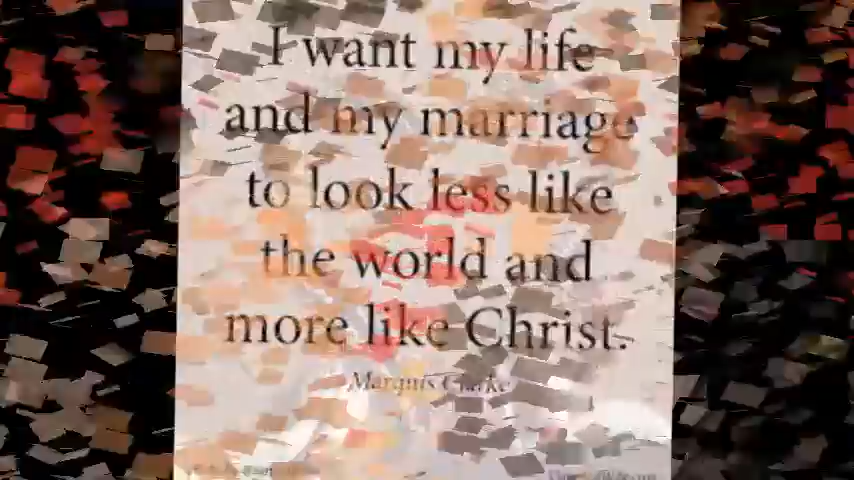 I want my life
and my marriage
to look less like
the world and
more like Christ.
Marquis Clarke